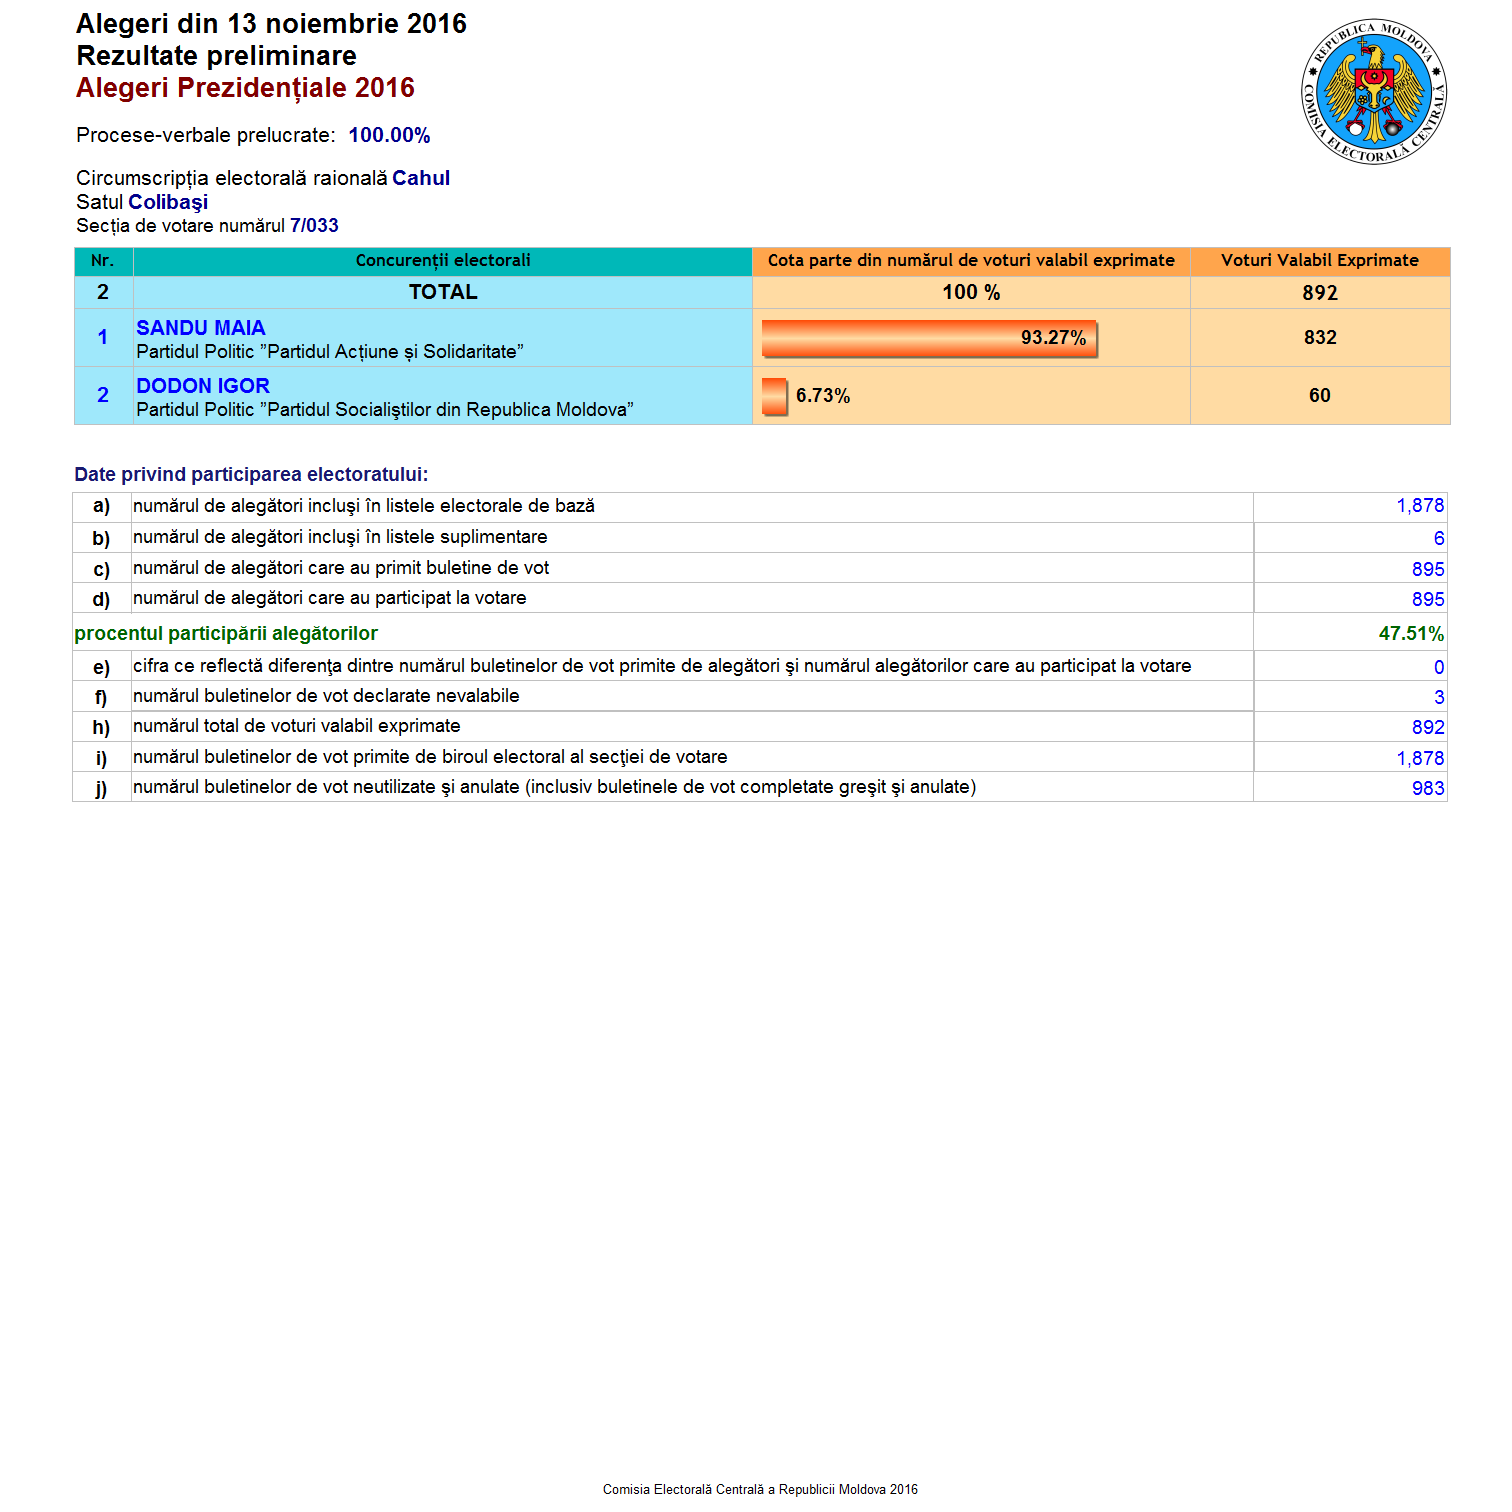 Alegeri din 13 noiembrie 2016
Rezultate preliminare
Alegeri Prezidențiale 2016
REPUBLICA MOLDOVA
COMISIA ELECTORALĂ CENTRALĂ
Procese-verbale prelucrate: 100.00%
Circumscripția electorală raională Cahul
Satul Colibaşi
Secția de votare numărul 7/033
Nr. Concurenții electorali Cota parte din numărul de voturi valabil exprimate Voturi Valabil Exprimate
2 TOTAL 100 % 892
1 SANDU MAIA 93.27% 832
Partidul Politic ”Partidul Acțiune și Solidaritate”
2 DODON IGOR 6.73% 60
Partidul Politic ”Partidul Socialiştilor din Republica Moldova”
Date privind participarea electoratului:
a) numărul de alegători incluşi în listele electorale de bază 1,878
b) numărul de alegători incluşi în listele suplimentare 6
c) numărul de alegători care au primit buletine de vot 895
d) numărul de alegători care au participat la votare 895
procentul participării alegătorilor 47.51%
e) cifra ce reflectă diferenţa dintre numărul buletinelor de vot primite de alegători şi numărul alegătorilor care au participat la votare 0
f) numărul buletinelor de vot declarate nevalabile 3
h) numărul total de voturi valabil exprimate 892
i) numărul buletinelor de vot primite de biroul electoral al secţiei de votare 1,878
j) numărul buletinelor de vot neutilizate şi anulate (inclusiv buletinele de vot completate greşit şi anulate) 983
Comisia Electorală Centrală a Republicii Moldova 2016